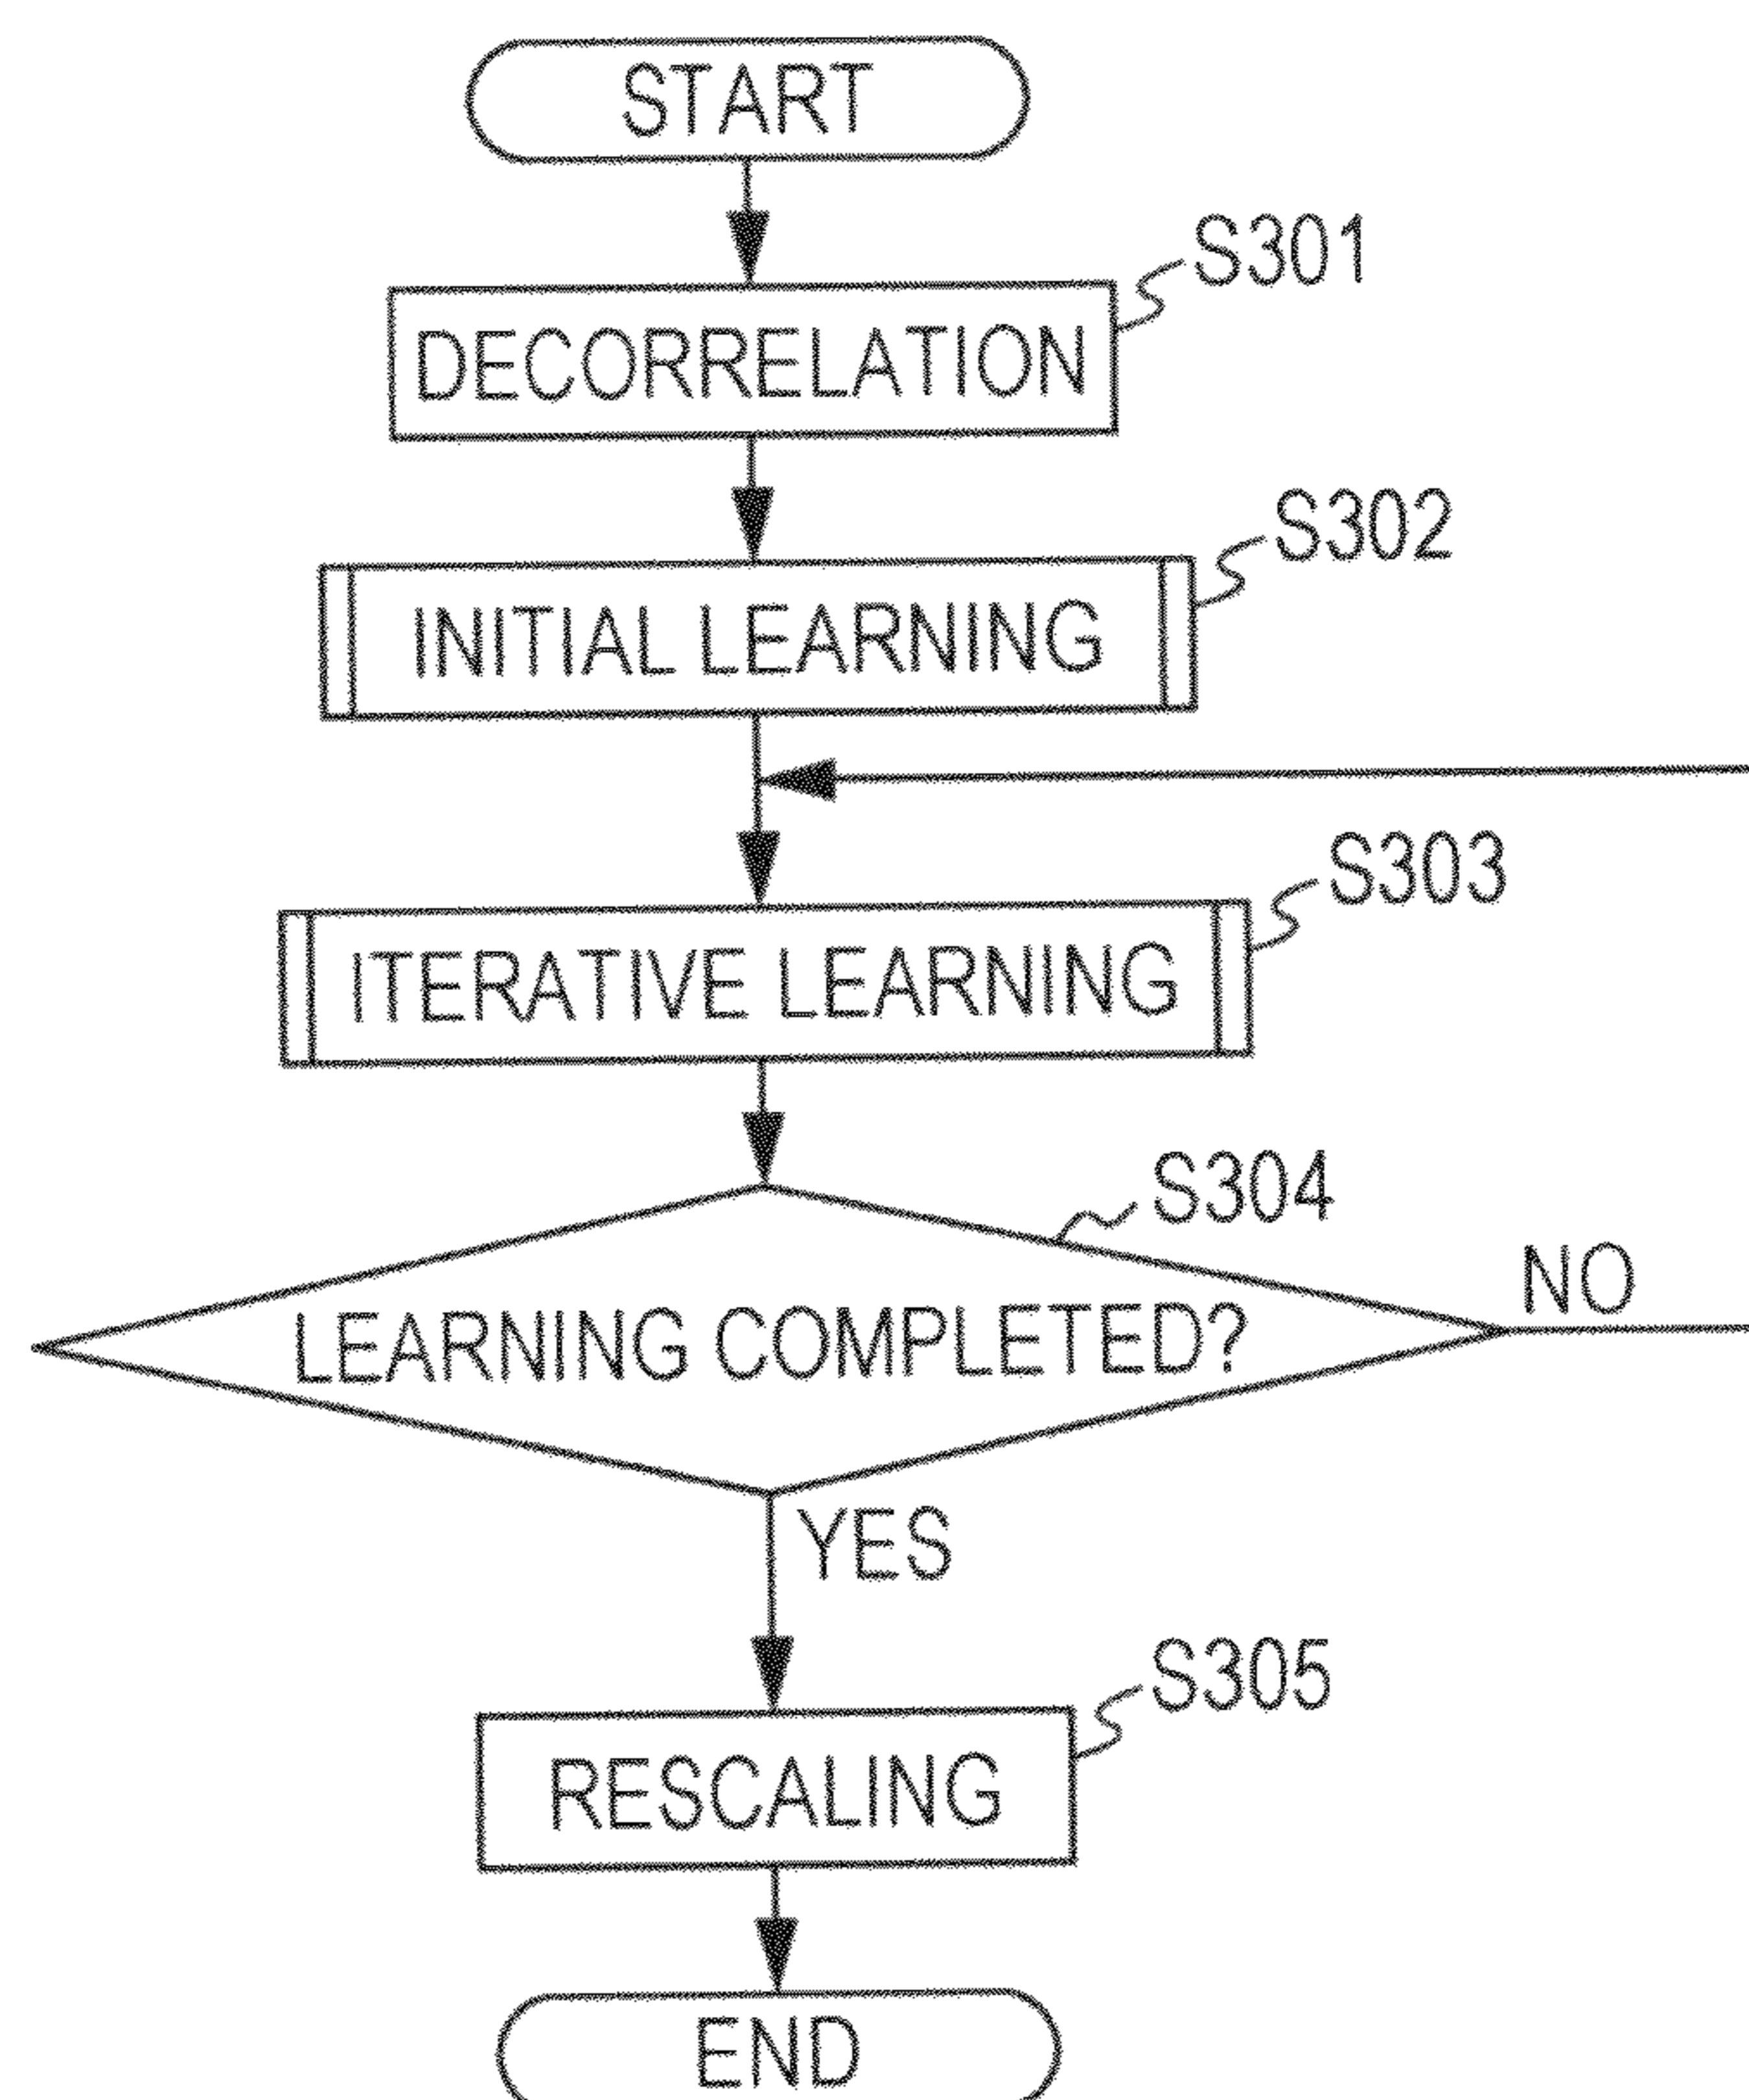 START
S301
DECORRELATION
S302
INITIAL LEARNING
S303
ITERATIVE LEARNING
S304
NO
LEARNING COMPLETED?
YES
S305
RESCALING
END